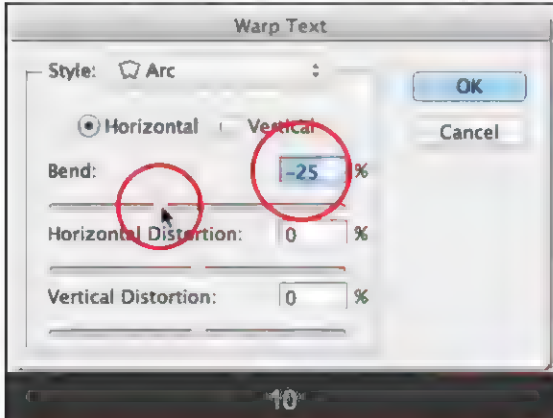 Warp Text
Style: Arc
OK
Horizontal Vertical
Cancel
Bend: -25 %
Horizontal Distortion: 0 %
Vertical Distortion: 0 %
10